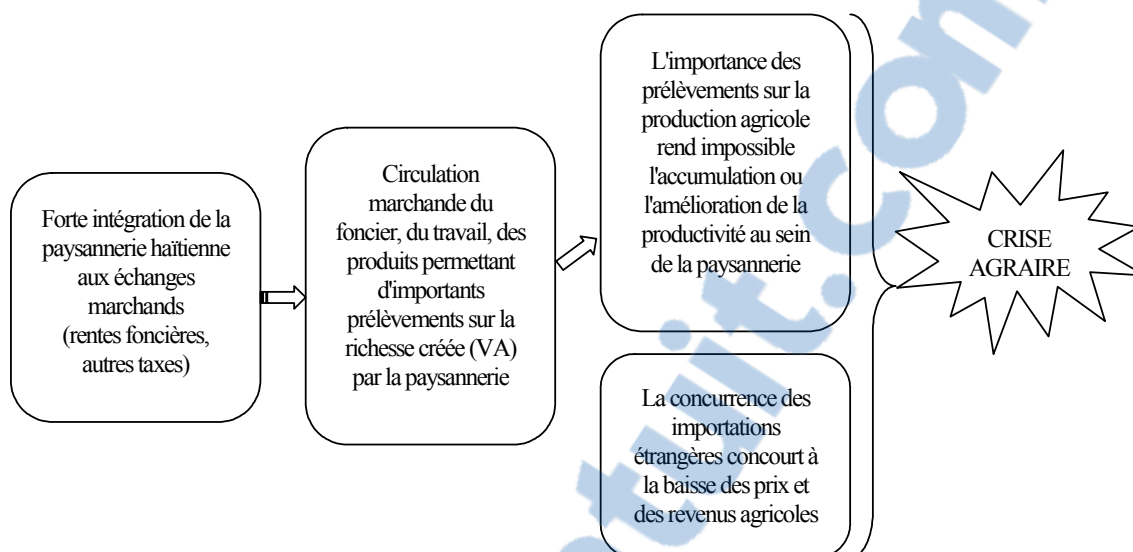 Forte intégration de la
paysannerie haïtienne
aux échanges
marchands
(rentes foncières,
autres taxes)
Circulation
marchande du
foncier, du travail, des
produits permettant
d'importants
prélèvements sur la
richesse créée (VA)
par la paysannerie
L'importance des
prélèvements sur la
production agricole
rend impossible
l'accumulation ou
l'amélioration de la
productivité au sein
de la paysannerie
La concurrence des
importations
étrangères concourt à
la baisse des prix et
des revenus agricoles
CRISE
AGRAIRE
tuit.com